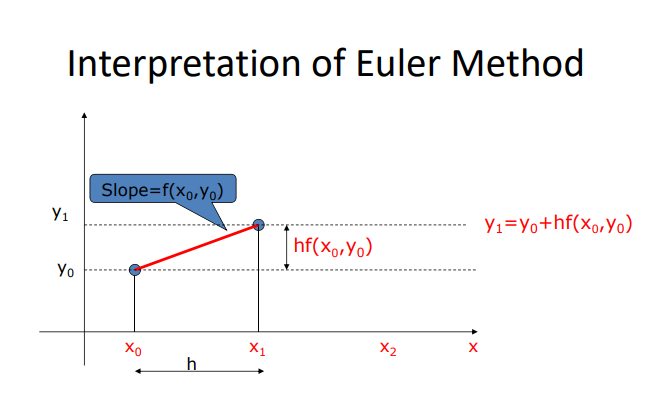 Interpretation of Euler Method
Slope=f(x₀,y₀)
y₁
y₁=y₀+hf(x₀,y₀)
hf(x₀,y₀)
y₀
x₀
x₁
x₂
x
h